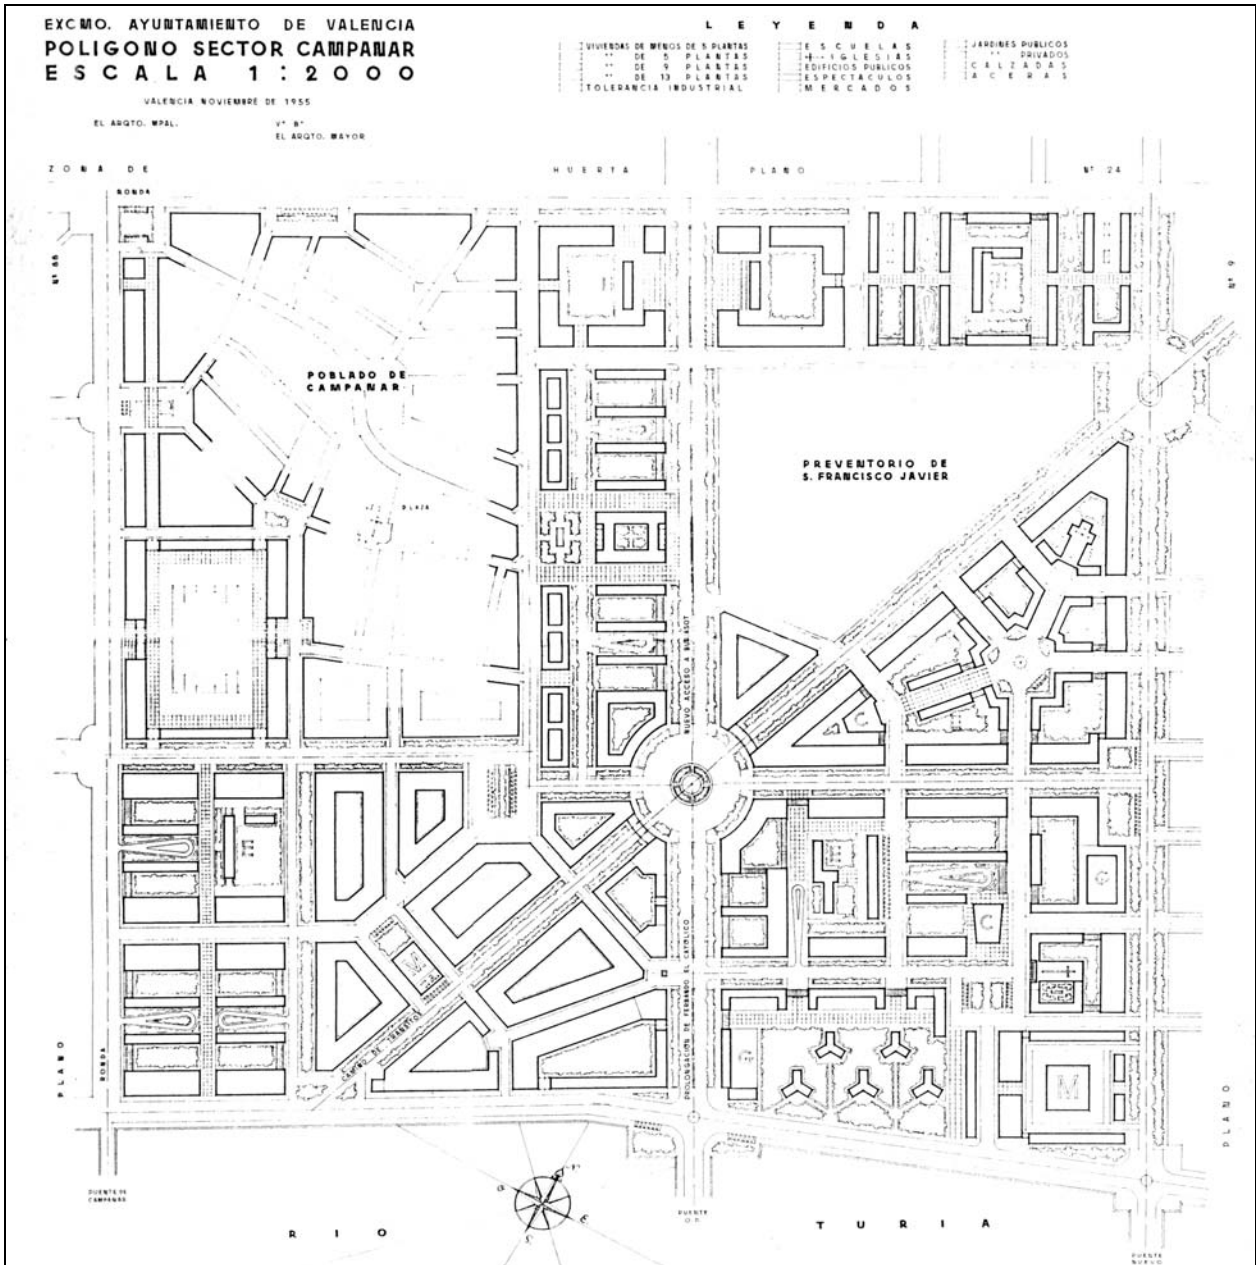 EXCMO. AYUNTAMIENTO DE VALENCIA
POLIGONO SECTOR CAMPANAR
ESCALA 1:2000
VALENCIA NOVIEMBRE DE 1955
EL ARQTO. MPAL.
Vº Bº
EL ARQTO. MAYOR
LEYENDA
VIVIENDAS DE MENOS DE 5 PLANTAS
" DE 5 PLANTAS
" DE 9 PLANTAS
" DE 13 PLANTAS
TOLERANCIA INDUSTRIAL
ESCUELAS
IGLESIAS
EDIFICIOS PUBLICOS
ESPECTACULOS
MERCADOS
JARDINES PUBLICOS
" PRIVADOS
CALZADAS
ACERAS
ZONA DE HUERTA PLANO Nº 24
RONDA
Nº 9
POBLADO DE
CAMPANAR
PREVENTORIO DE
S. FRANCISCO JAVIER
PLAZA
NUEVO ACCESO A BURJASOT
C
C
C
M
PROLONGACION DE FERNANDO EL CATOLICO
CAMINO DE TRANSITOS
C
M
PLANO
RONDA
PLANO
PUENTE DE
CAMPANAR
O
E
S
PUENTE
RIO TURIA
PUENTE
NUEVO